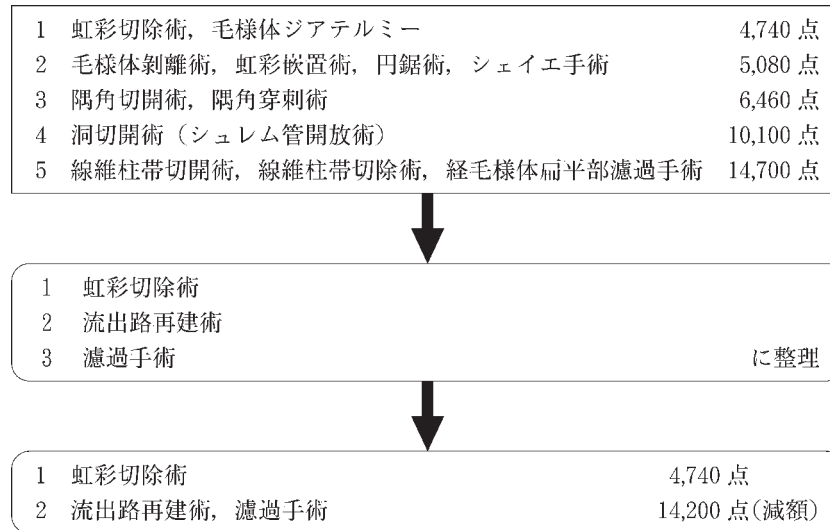 1 虹彩切除術，毛様体ジアテルミー 4,740 点
2 毛様体剝離術，虹彩嵌置術，円鋸術，シェイエ手術 5,080 点
3 隅角切開術，隅角穿刺術 6,460 点
4 洞切開術（シュレム管開放術） 10,100 点
5 線維柱帯切開術，線維柱帯切除術，経毛様体扁平部濾過手術 14,700 点
1 虹彩切除術
2 流出路再建術
3 濾過手術 に整理
1 虹彩切除術 4,740 点
2 流出路再建術，濾過手術 14,200 点（減額）